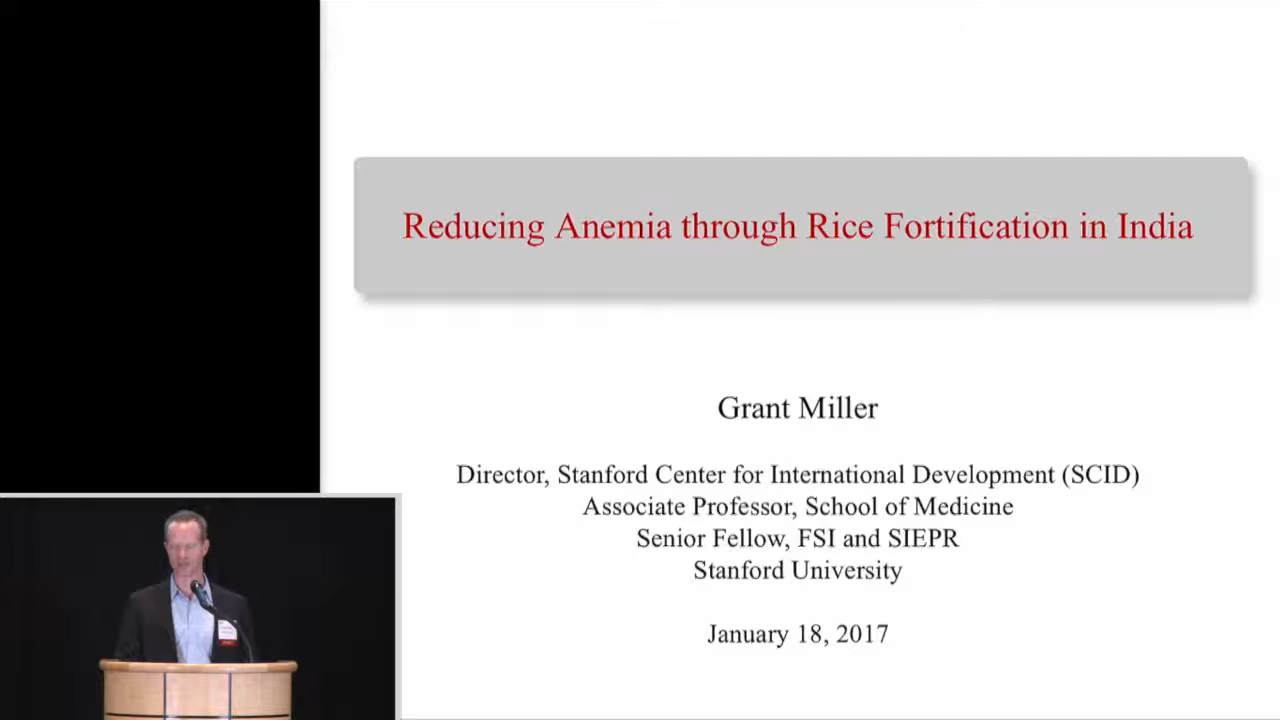 Reducing Anemia through Rice Fortification in India
Grant Miller
Director, Stanford Center for International Development (SCID)
Associate Professor, School of Medicine
Senior Fellow, FSI and SIEPR
Stanford University
January 18, 2017